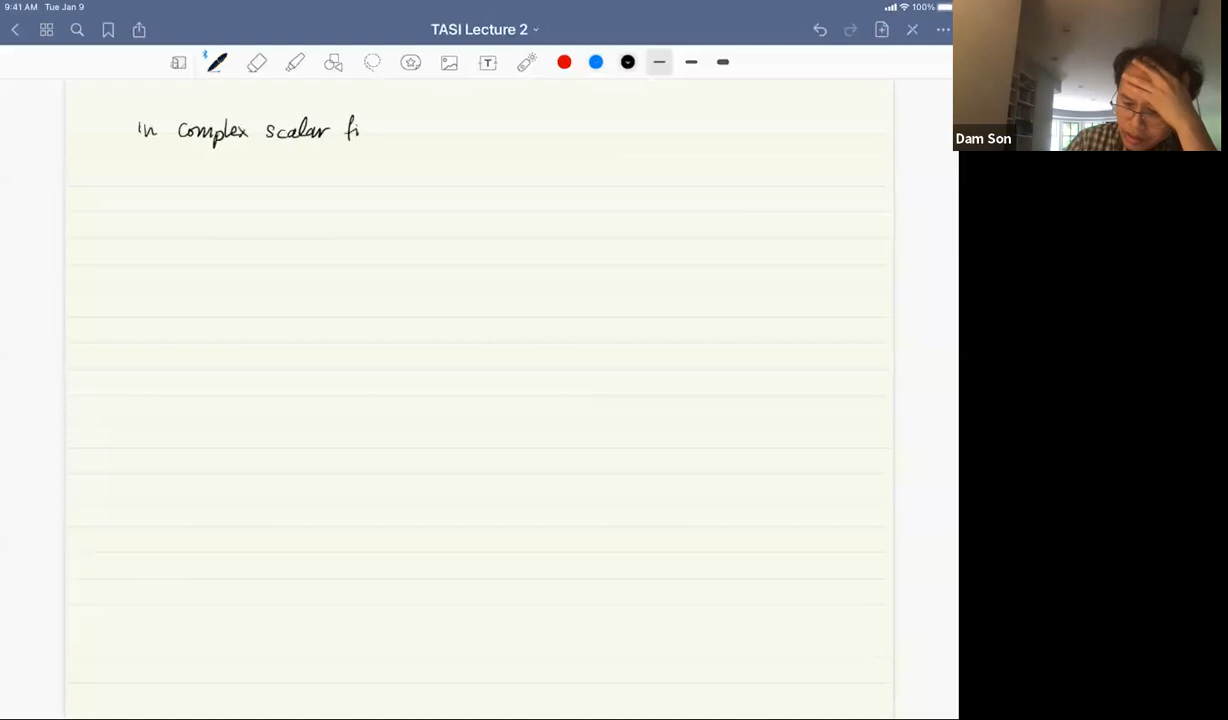 9:41 AM Tue Jan 9
100%
TASI Lecture 2
T
In complex scalar fi
Dam Son